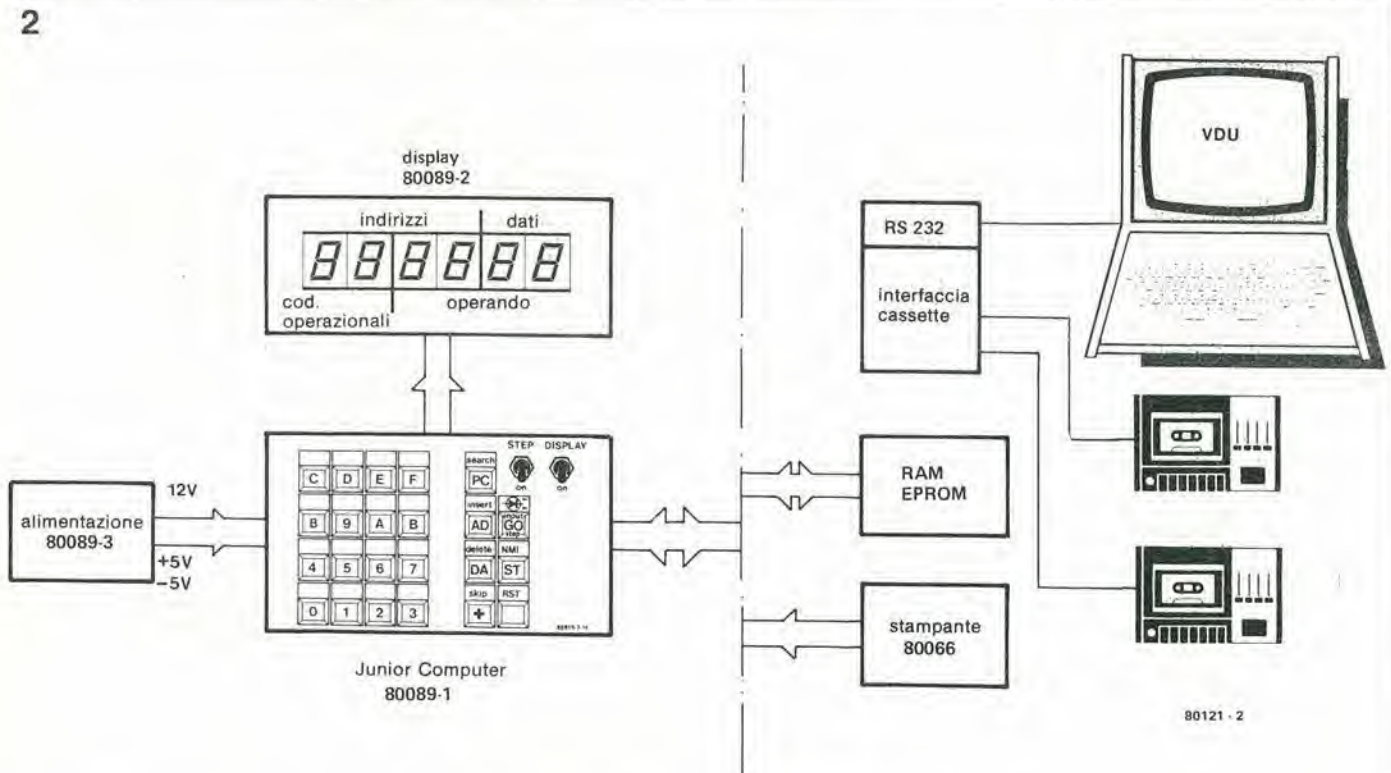 2
display
80089-2
indirizzi dati
888888
cod.
operazionali
operando
alimentazione
80089-3
12V
+5V
−5V
C D E F
B 9 A B
4 5 6 7
0 1 2 3
search
PC
insert
AD GO
step
delete NMI
DA ST
skip RST
+
STEP DISPLAY
on on
Junior Computer
80089-1
RS 232
interfaccia
cassette
VDU
RAM
EPROM
stampante
80066
80121 - 2